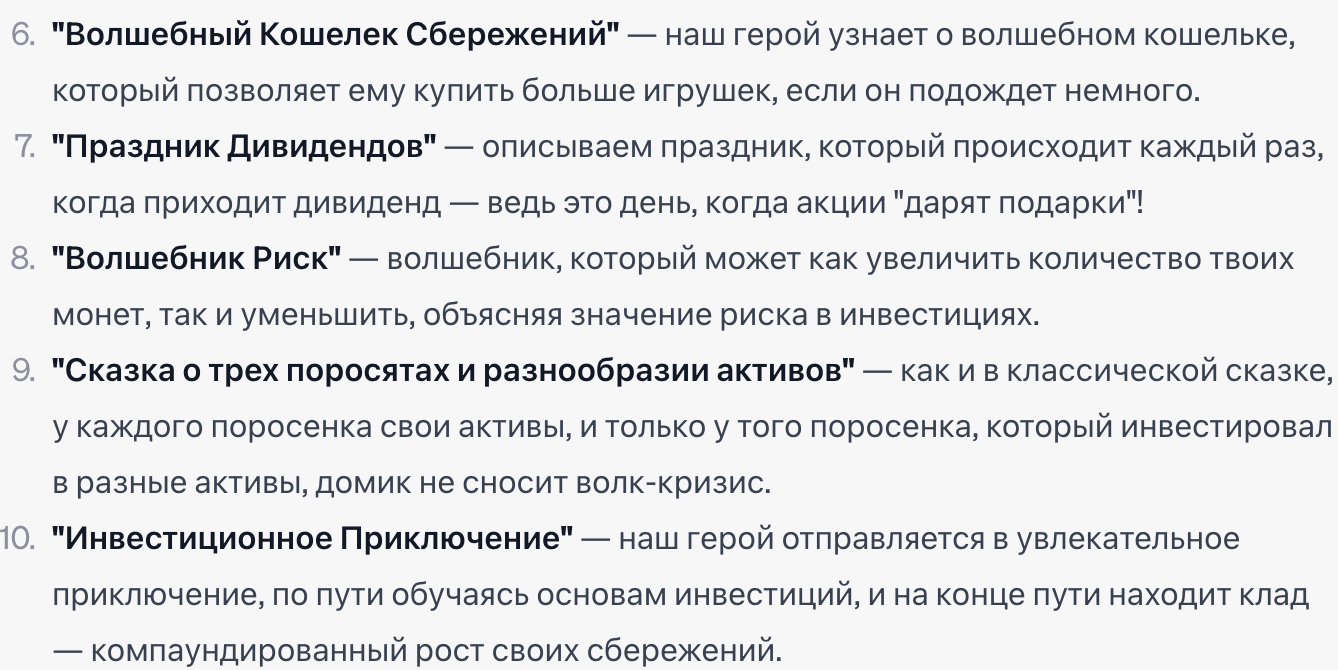 6. "Волшебный Кошелек Сбережений" — наш герой узнает о волшебном кошельке,
который позволяет ему купить больше игрушек, если он подождет немного.
7. "Праздник Дивидендов" — описываем праздник, который происходит каждый раз,
когда приходит дивиденд — ведь это день, когда акции "дарят подарки"!
8. "Волшебник Риск" — волшебник, который может как увеличить количество твоих
монет, так и уменьшить, объясняя значение риска в инвестициях.
9. "Сказка о трех поросятах и разнообразии активов" — как и в классической сказке,
у каждого поросенка свои активы, и только у того поросенка, который инвестировал
в разные активы, домик не сносит волк-кризис.
10. "Инвестиционное Приключение" — наш герой отправляется в увлекательное
приключение, по пути обучаясь основам инвестиций, и на конце пути находит клад
— компаундированный рост своих сбережений.